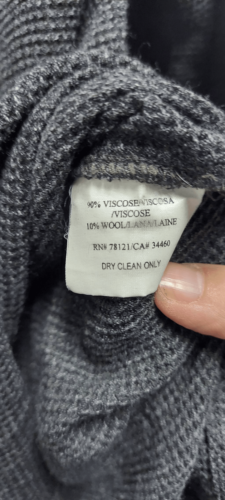 90% VISCOSE/VISCOSA
/VISCOSE
10% WOOL/LANA/LAINE
RN# 78121/CA# 34460
DRY CLEAN ONLY